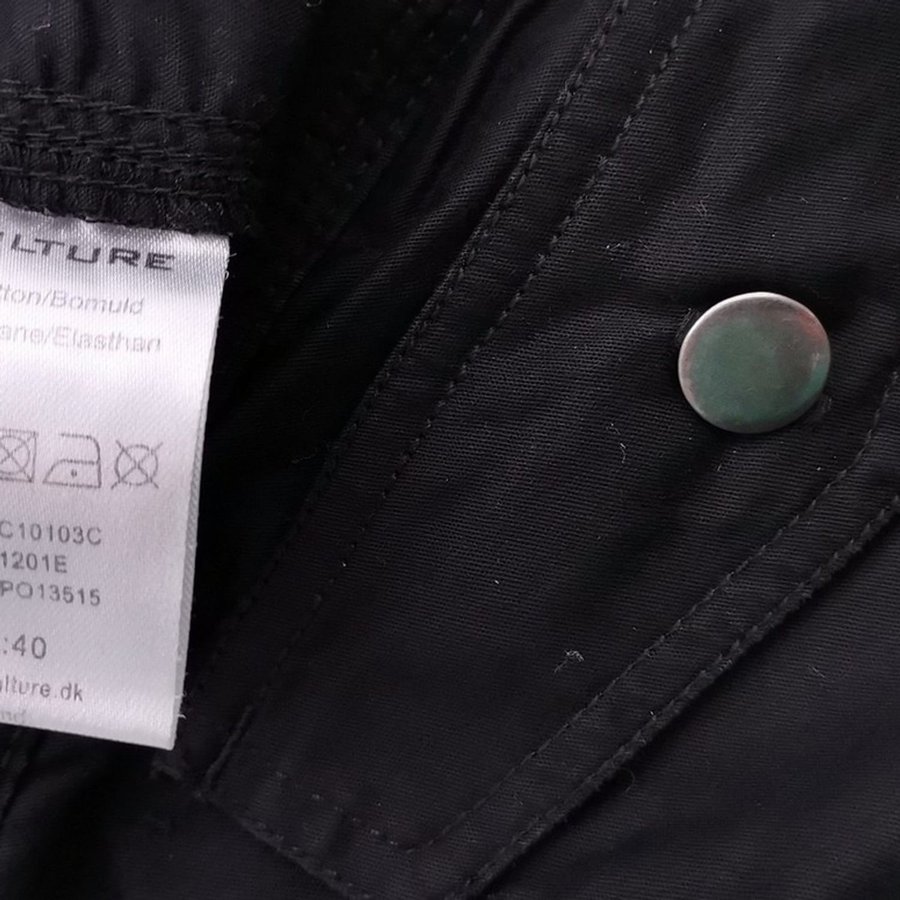 LTURE
tton/Bomuld
ane/Elasthan
C10103C
1201E
PO13515
:40
lture.dk